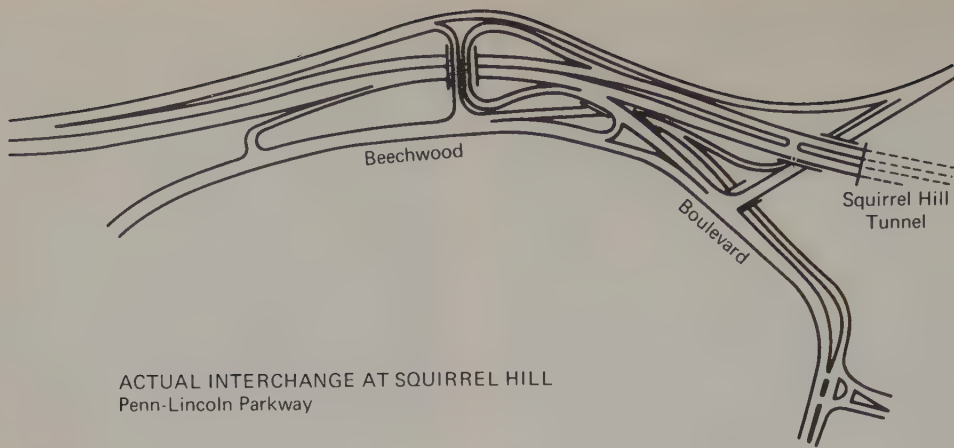 Beechwood
Boulevard
Squirrel Hill
Tunnel
ACTUAL INTERCHANGE AT SQUIRREL HILL
Penn-Lincoln Parkway